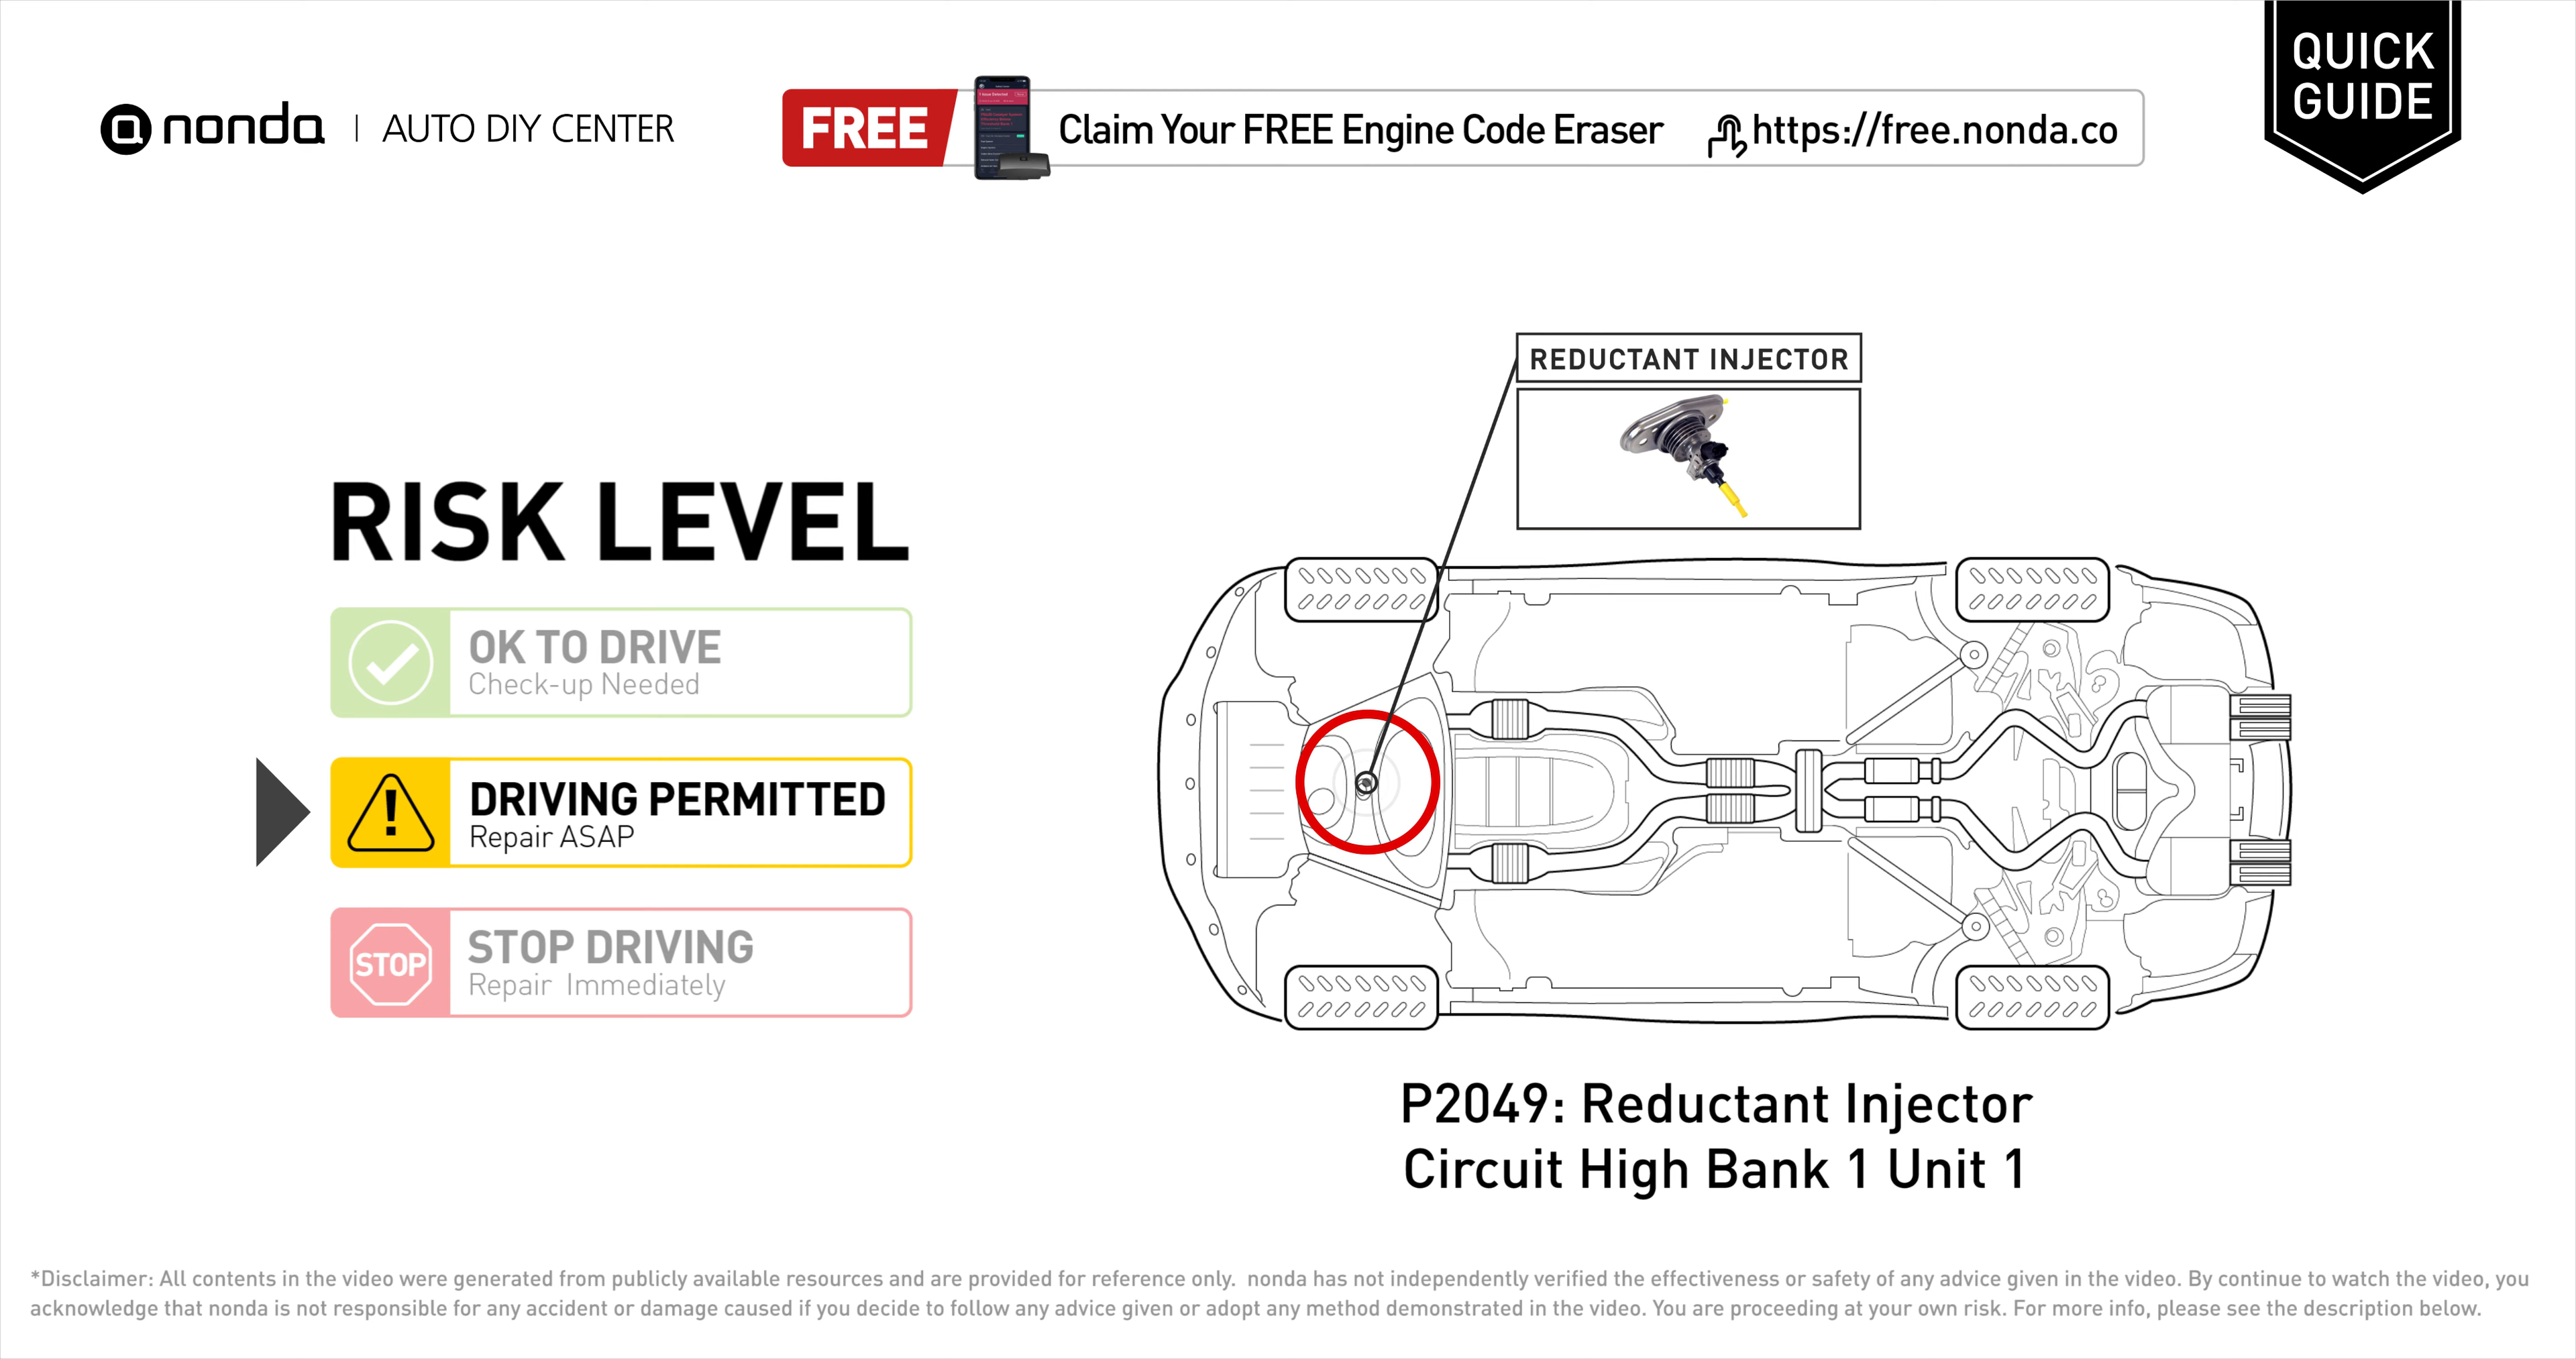 nonda | AUTO DIY CENTER
FREE
Claim Your FREE Engine Code Eraser
https://free.nonda.co
QUICK
GUIDE
REDUCTANT INJECTOR
RISK LEVEL
OK TO DRIVE
Check-up Needed
DRIVING PERMITTED
Repair ASAP
STOP
STOP DRIVING
Repair Immediately
P2049: Reductant Injector
Circuit High Bank 1 Unit 1
*Disclaimer: All contents in the video were generated from publicly available resources and are provided for reference only. nonda has not independently verified the effectiveness or safety of any advice given in the video. By continue to watch the video, you
acknowledge that nonda is not responsible for any accident or damage caused if you decide to follow any advice given or adopt any method demonstrated in the video. You are proceeding at your own risk. For more info, please see the description below.